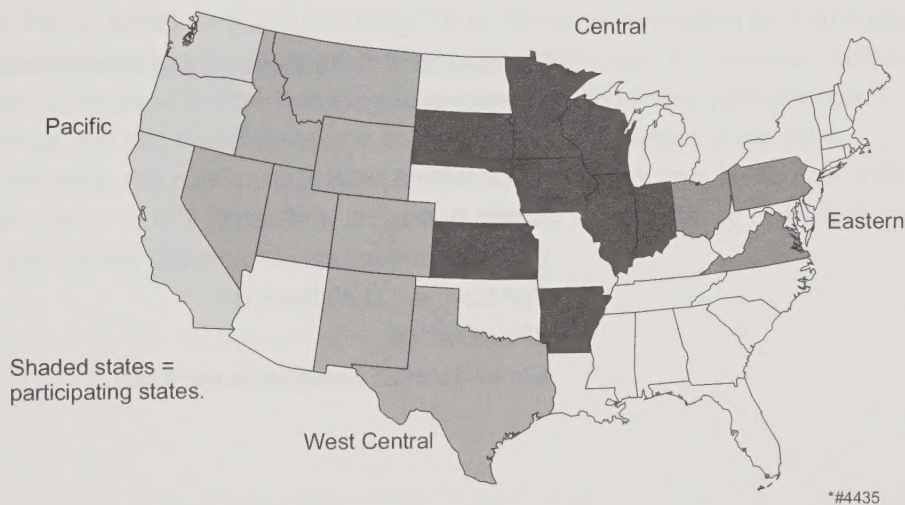 Central
Pacific
Eastern
Shaded states =
participating states.
West Central
*#4435